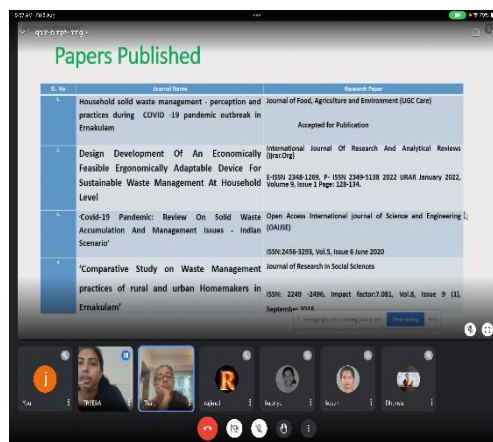 Papers Published
Sl. No
Journal Name
Research Paper
1.
Household solid waste management - perception and
practices during COVID -19 pandemic outbreak in
Ernakulam
Journal of Food, Agriculture and Environment (UGC Care)
Accepted for Publication
2.
Design Development Of An Economically
Feasible Ergonomically Adaptable Device For
Sustainable Waste Management At Household
Level
International Journal Of Research And Analytical Reviews
(Ijrar.Org)
E-ISSN 2348-1269, P- ISSN 2349-5138 2022 IJRAR January 2022,
Volume 9, Issue 1 Page: 128-134.
'Covid-19 Pandemic: Review On Solid Waste
Accumulation And Management Issues - Indian
Scenario'
Open Access International journal of Science and Engineering
(OAIJSE)
ISSN:2456-3293, Vol.5, Issue 6 June 2020
'Comparative Study on Waste Management
practices of rural and urban Homemakers in
Ernakulam'
Journal of Research in Social Sciences
ISSN: 2249 -2496, Impact factor:7.081, Vol.8, Issue 9 (1),
September 2018
You
TREESA
R
Susan
Dhanya
j